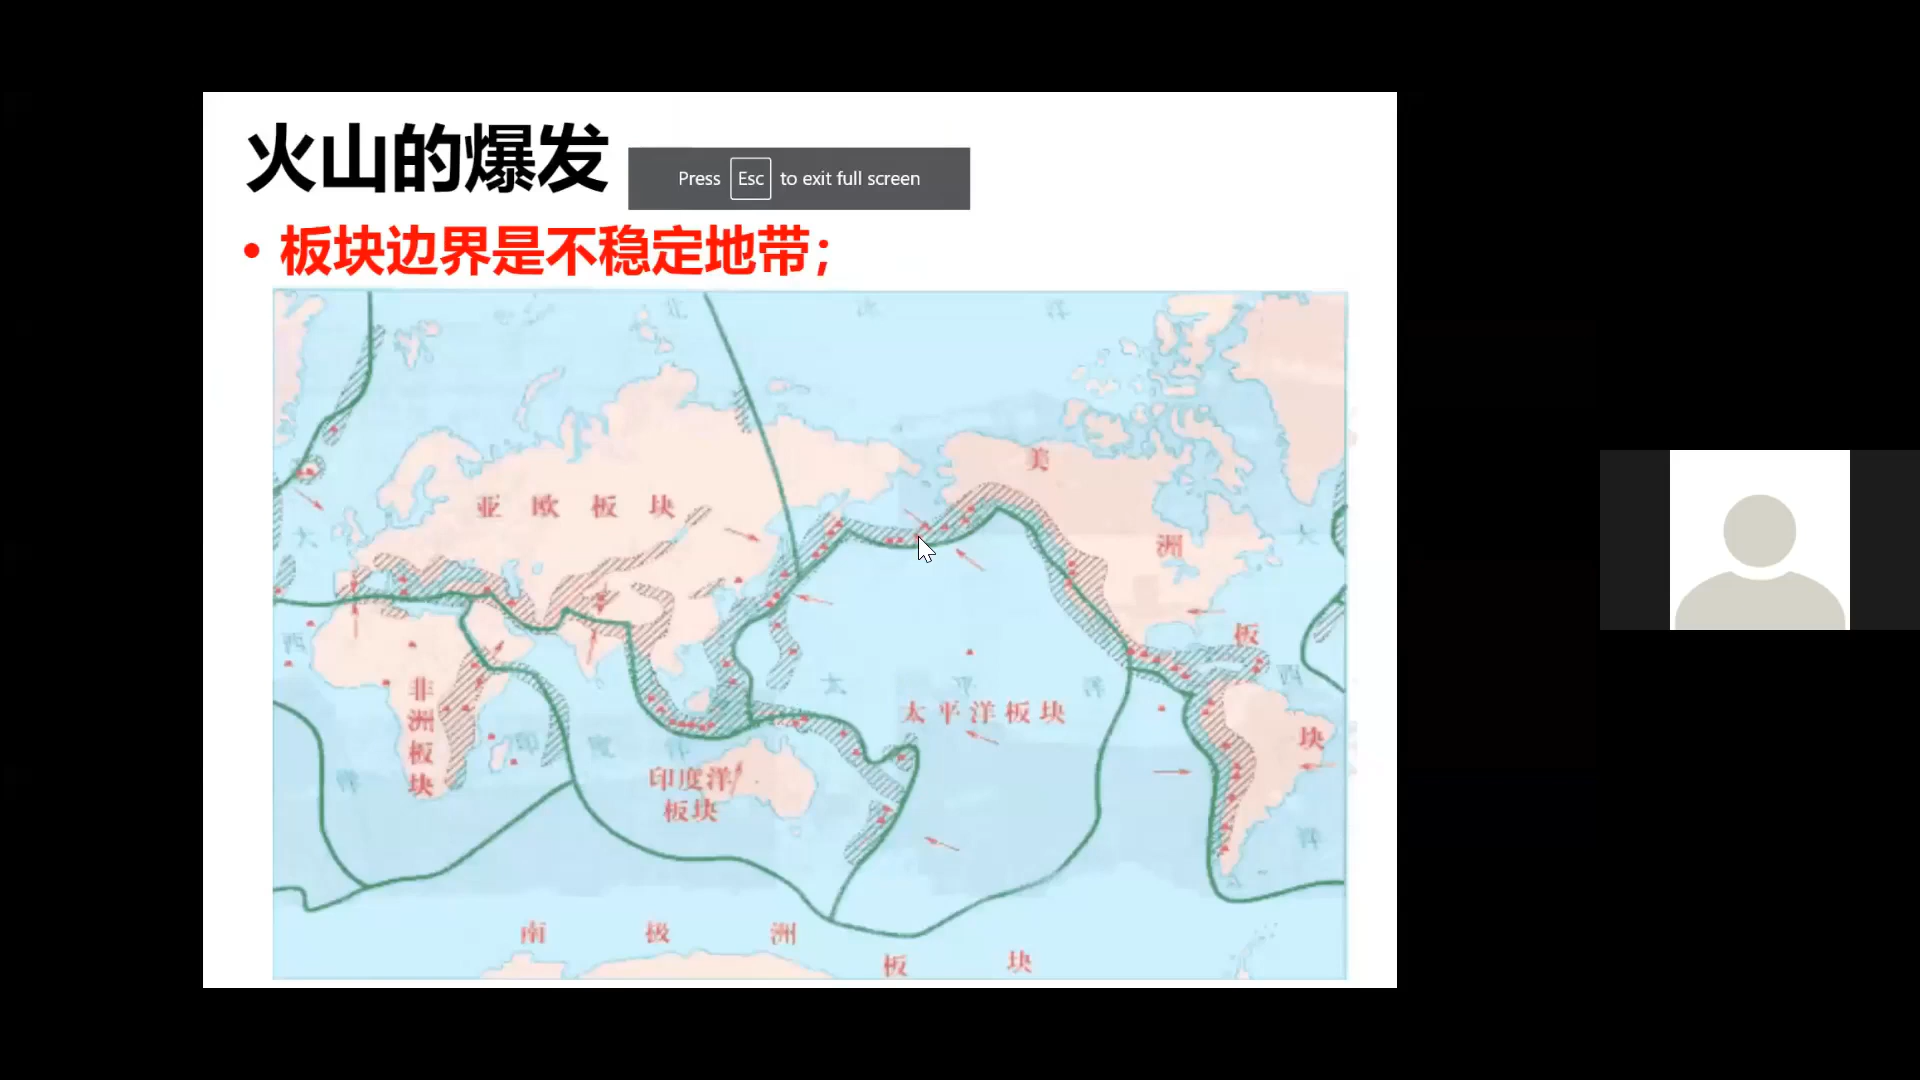 火山的爆发
Press Esc to exit full screen
• 板块边界是不稳定地带；
美
亚欧板块
洲
板
非洲板块
太平洋板块
块
印度洋
板块
南极洲
板块